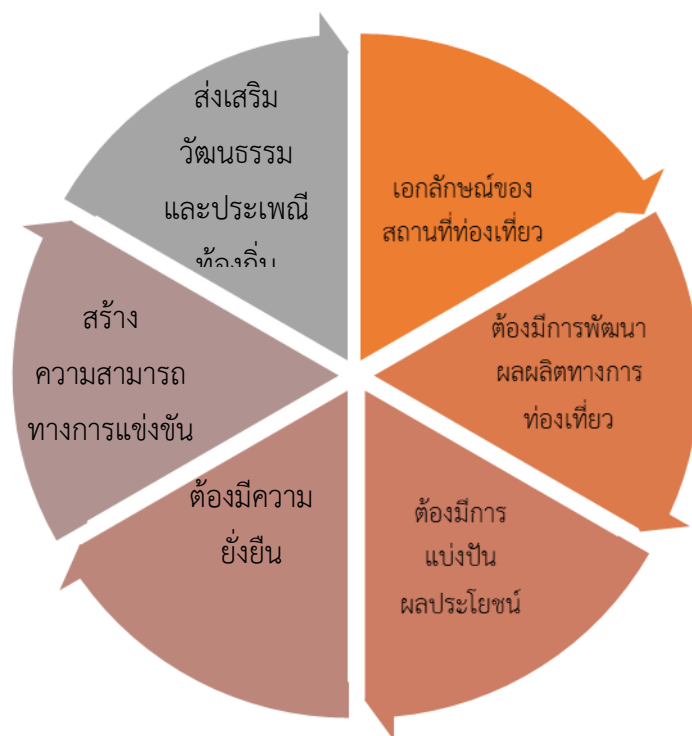 เอกลักษณ์ของ
สถานที่ท่องเที่ยว
ต้องมีการพัฒนา
ผลผลิตทางการ
ท่องเที่ยว
ต้องมีการ
แบ่งปัน
ผลประโยชน์
ต้องมีความ
ยั่งยืน
สร้าง
ความสามารถ
ทางการแข่งขัน
ส่งเสริม
วัฒนธรรม
และประเพณี
ท้องถิ่น